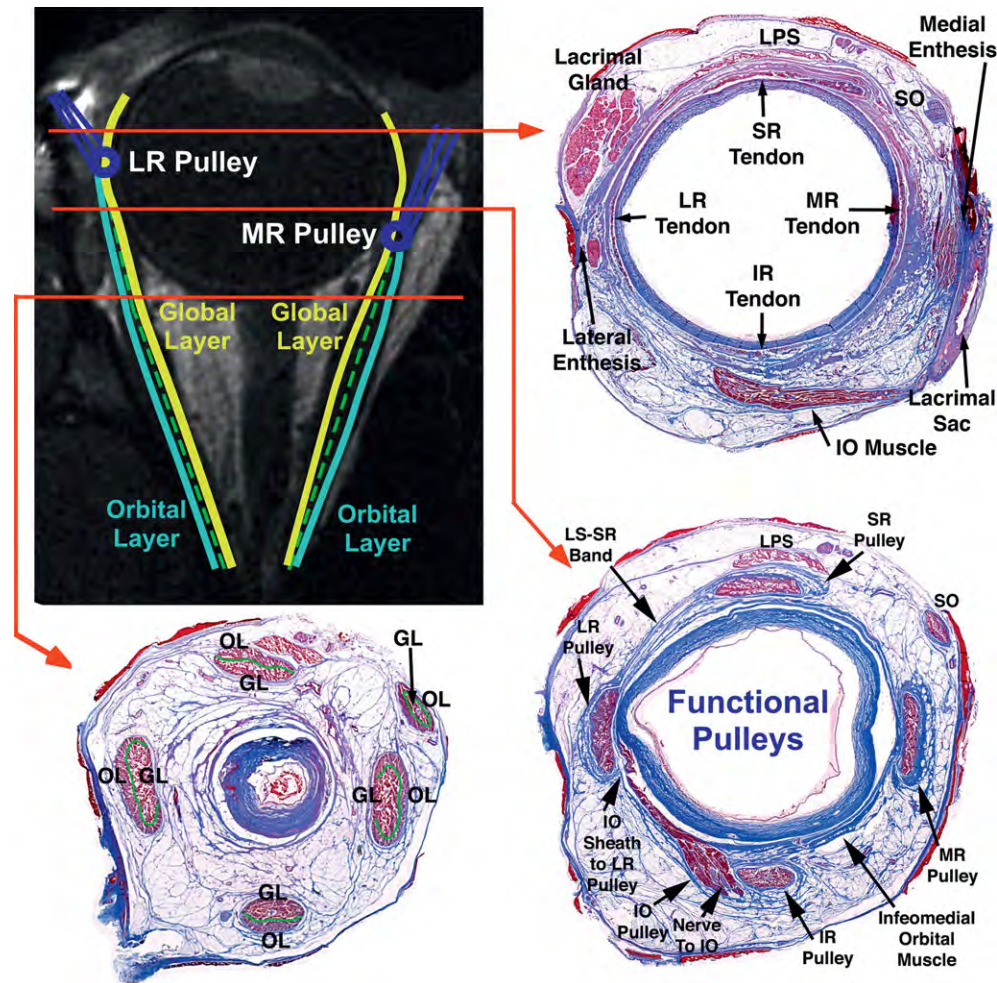 LR Pulley
MR Pulley
Global
Layer
Global
Layer
Orbital
Layer
Orbital
Layer
LPS
Lacrimal
Gland
Medial
Enthesis
SO
SR
Tendon
LR
Tendon
MR
Tendon
IR
Tendon
Lateral
Enthesis
Lacrimal
Sac
IO Muscle
OL
GL
GL
OL
OL
GL
GL
OL
GL
OL
LS-SR
Band
LPS
SR
Pulley
SO
LR
Pulley
Functional
Pulleys
IO
Sheath
to LR
Pulley
MR
Pulley
IO
Pulley
Nerve
To IO
IR
Pulley
Infeomedial
Orbital
Muscle